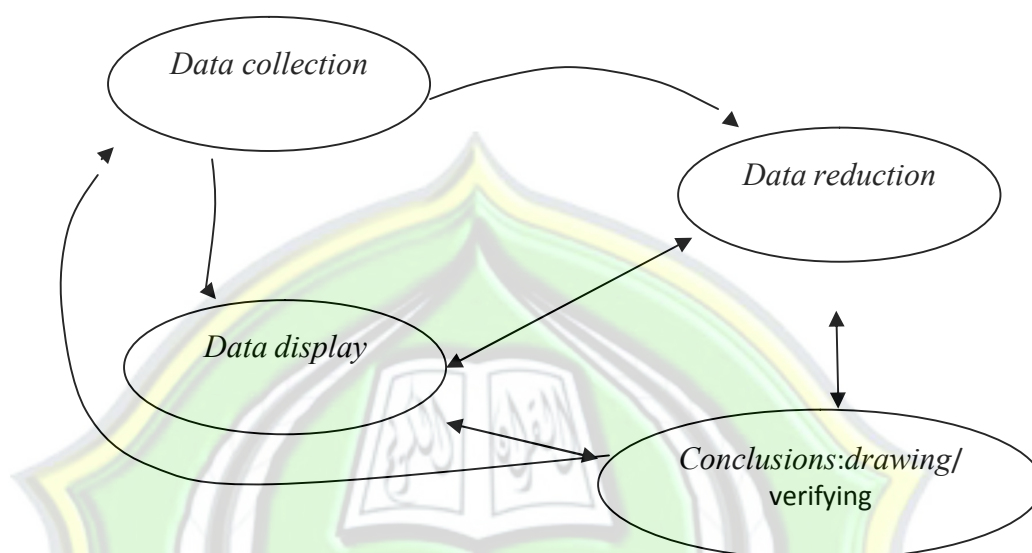 Data collection
Data reduction
Data display
Conclusions:drawing/
verifying